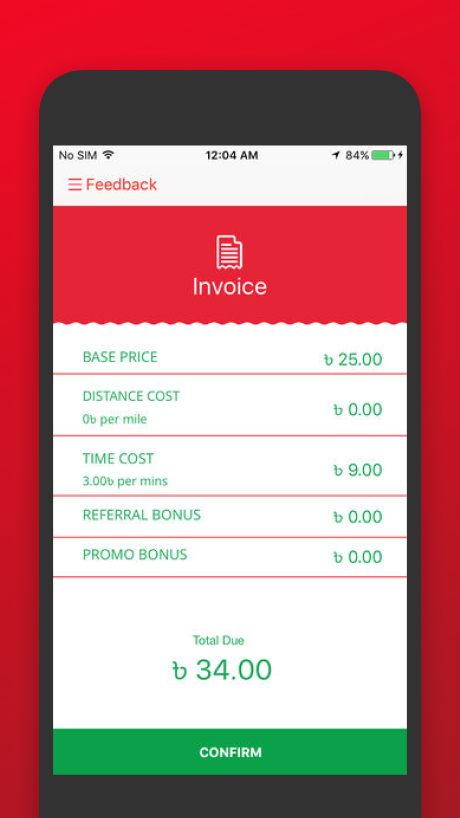 No SIM 12:04 AM 84%
Feedback
Invoice
BASE PRICE ৳ 25.00
DISTANCE COST
0৳ per mile
৳ 0.00
TIME COST
3.00৳ per mins
৳ 9.00
REFERRAL BONUS ৳ 0.00
PROMO BONUS ৳ 0.00
Total Due
৳ 34.00
CONFIRM